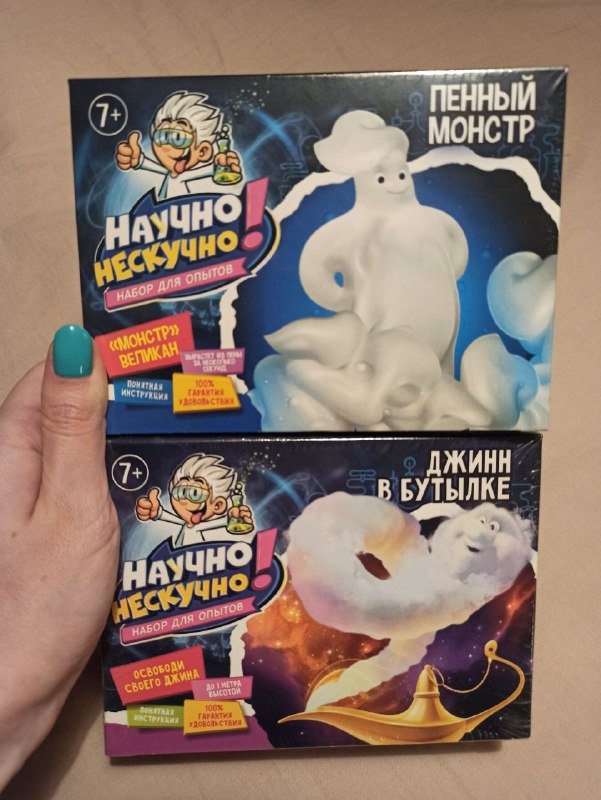 7+
ПЕННЫЙ
МОНСТР
НАУЧНО
НЕСКУЧНО!
НАБОР ДЛЯ ОПЫТОВ
«МОНСТР»
ВЕЛИКАН
ВЫРАСТЕТ ИЗ ПЕНЫ
ЗА НЕСКОЛЬКО
СЕКУНД
ПОНЯТНАЯ
ИНСТРУКЦИЯ
100%
ГАРАНТИЯ
УДОВОЛЬСТВИЯ
7+
ДЖИНН
В БУТЫЛКЕ
НАУЧНО
НЕСКУЧНО!
НАБОР ДЛЯ ОПЫТОВ
ОСВОБОДИ
СВОЕГО ДЖИНА
ДО 1 МЕТРА
ВЫСОТОЙ
ПОНЯТНАЯ
ИНСТРУКЦИЯ
100%
ГАРАНТИЯ
УДОВОЛЬСТВИЯ